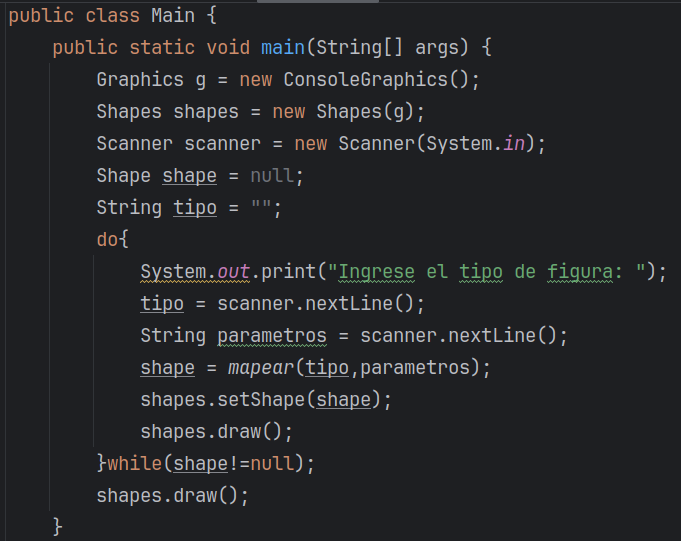 public class Main {
public static void main(String[] args) {
Graphics g = new ConsoleGraphics();
Shapes shapes = new Shapes(g);
Scanner scanner = new Scanner(System.in);
Shape shape = null;
String tipo = "";
do{
System.out.print("Ingrese el tipo de figura: ");
tipo = scanner.nextLine();
String parametros = scanner.nextLine();
shape = mapear(tipo,parametros);
shapes.setShape(shape);
shapes.draw();
}while(shape!=null);
shapes.draw();
}